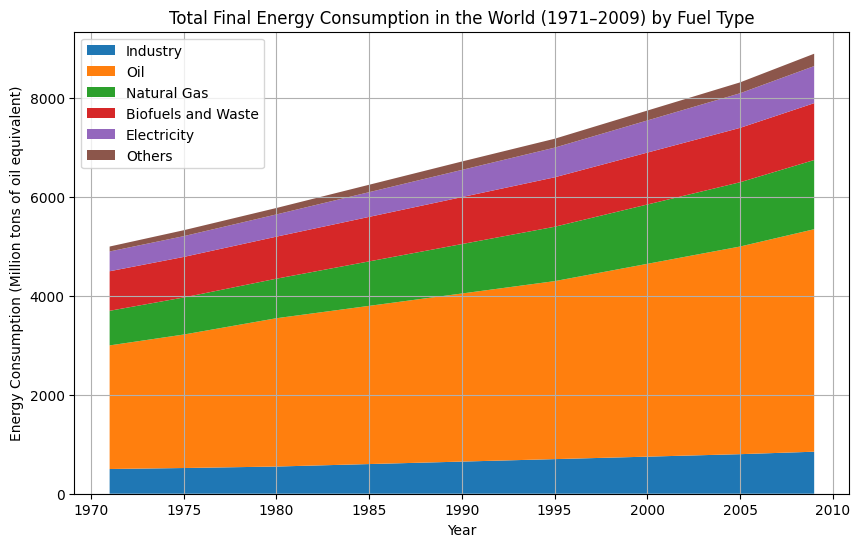 Total Final Energy Consumption in the World (1971–2009) by Fuel Type
Industry
Oil
Natural Gas
Biofuels and Waste
Electricity
Others
Energy Consumption (Million tons of oil equivalent)
8000
6000
4000
2000
0
1970 1975 1980 1985 1990 1995 2000 2005 2010
Year